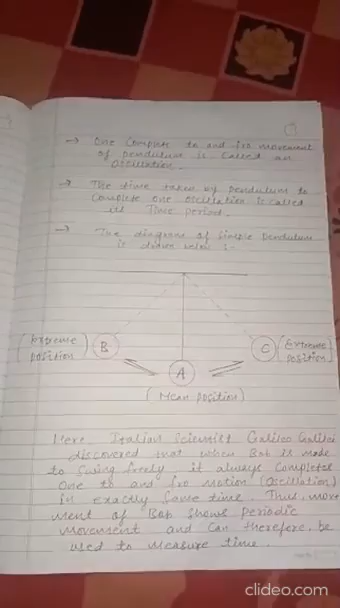 → One Complete to and fro movement
of pendulum is called an
Oscillation.
→ The time taken by pendulum to
Complete one oscillation is called
its Time period.
→ The diagram of Simple Pendulum
is drawn below :-
(Extreme
position)
B
C
(Extreme
position)
A
(Mean position)
Here Italian Scientist Galileo Galilei
discovered that when Bob is made
to swing freely it always completes
One to and fro motion (Oscillation)
in exactly same time. Thus, move
ment of Bob shows periodic
movement and can therefore, be
used to measure time.
clideo.com